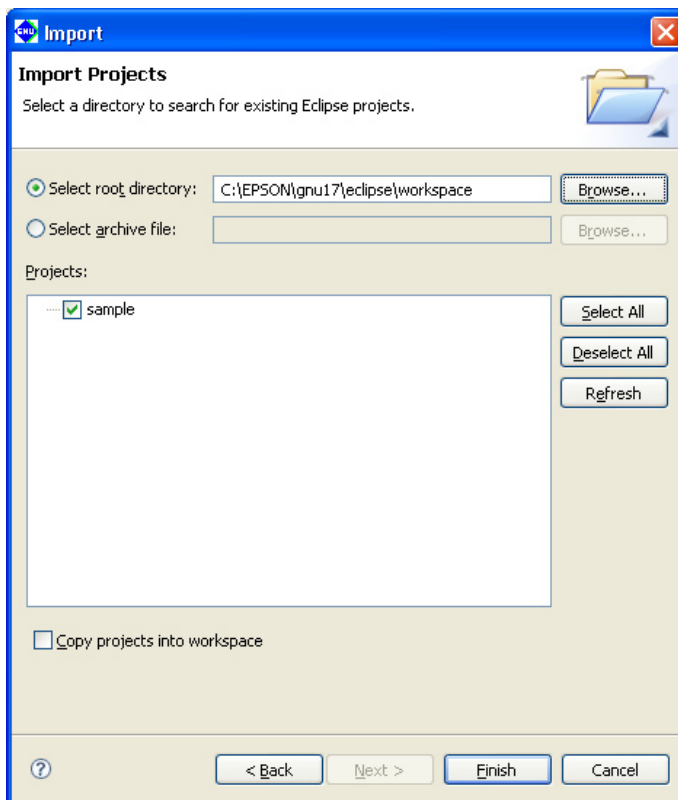 GNU Import
Import Projects
Select a directory to search for existing Eclipse projects.
Select root directory: C:\EPSON\gnu17\eclipse\workspace Browse...
Select archive file: Browse...
Projects:
sample
Select All
Deselect All
Refresh
Copy projects into workspace
? < Back Next > Finish Cancel